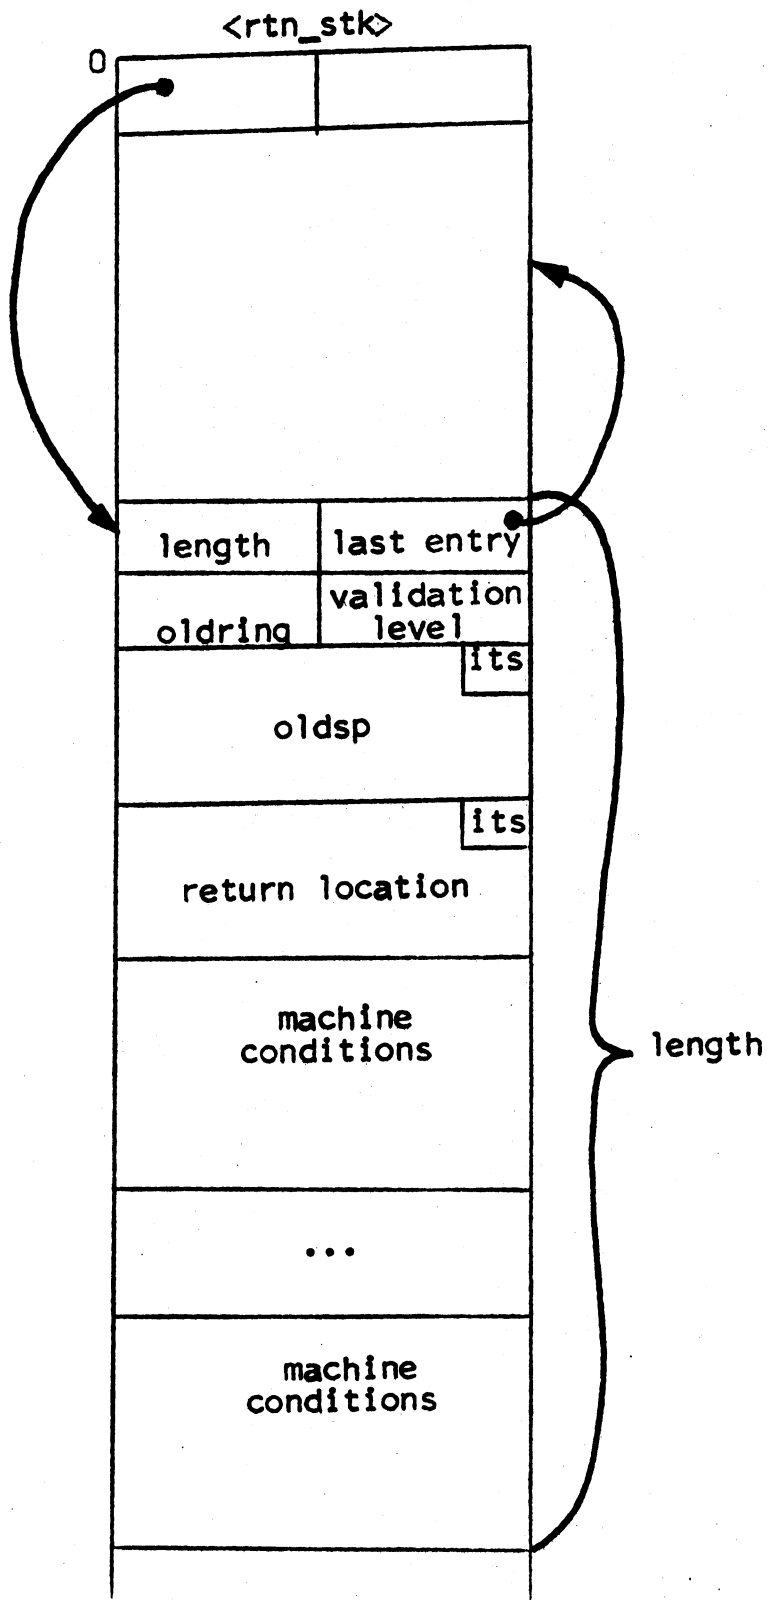 <rtn_stk>
0
length
last entry
oldring
validation
level
its
oldsp
its
return location
machine
conditions
length
...
machine
conditions